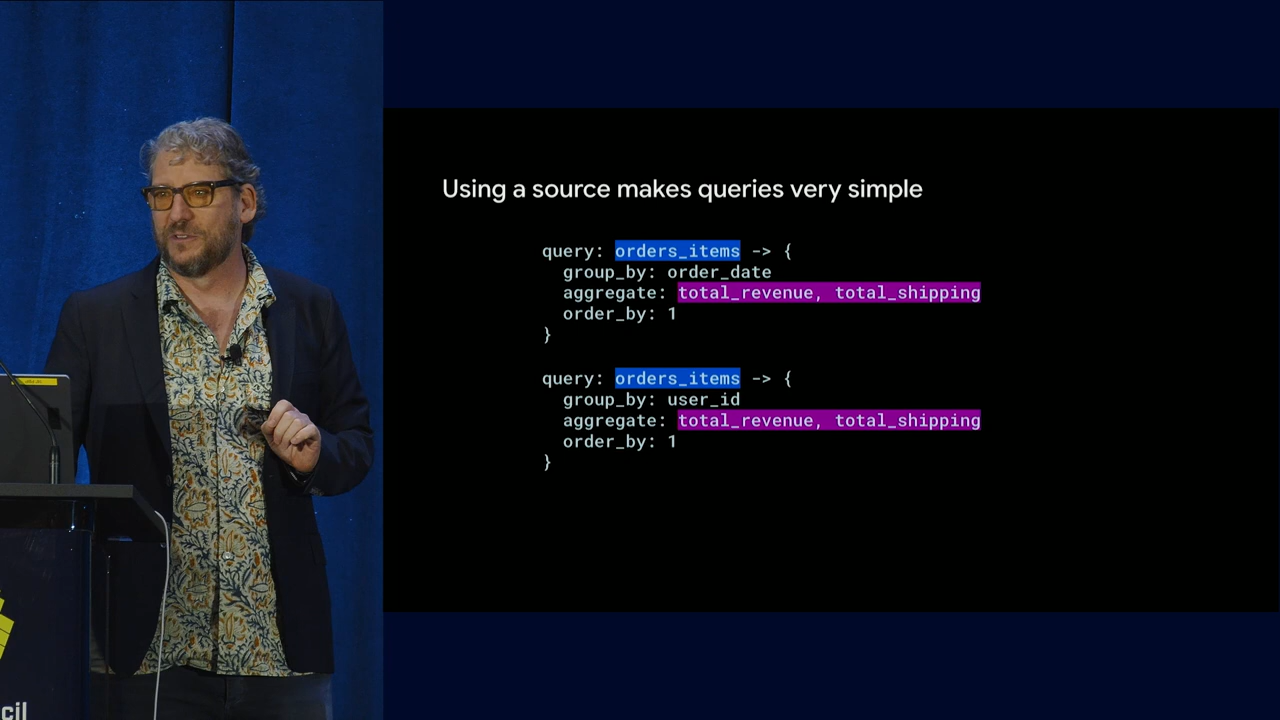 Using a source makes queries very simple
query: orders_items -> {
group_by: order_date
aggregate: total_revenue, total_shipping
order_by: 1
}
query: orders_items -> {
group_by: user_id
aggregate: total_revenue, total_shipping
order_by: 1
}
cil